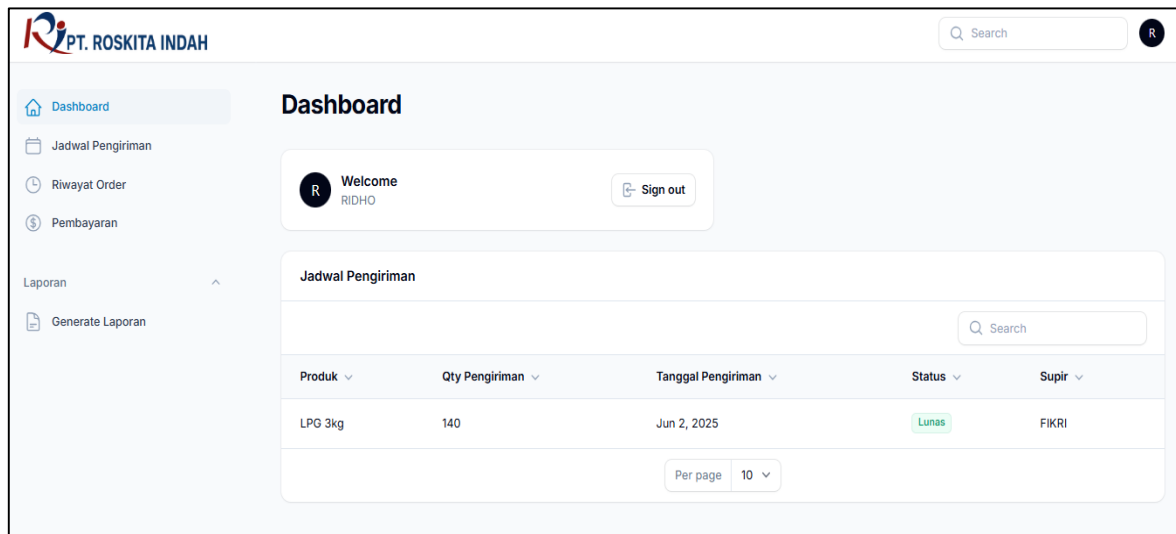 PT. ROSKITA INDAH
Search
R
Dashboard
Jadwal Pengiriman
Riwayat Order
Pembayaran
Laporan
Generate Laporan
Dashboard
R
Welcome
RIDHO
Sign out
Jadwal Pengiriman
Search
Produk Qty Pengiriman Tanggal Pengiriman Status Supir
LPG 3kg 140 Jun 2, 2025 Lunas FIKRI
Per page 10